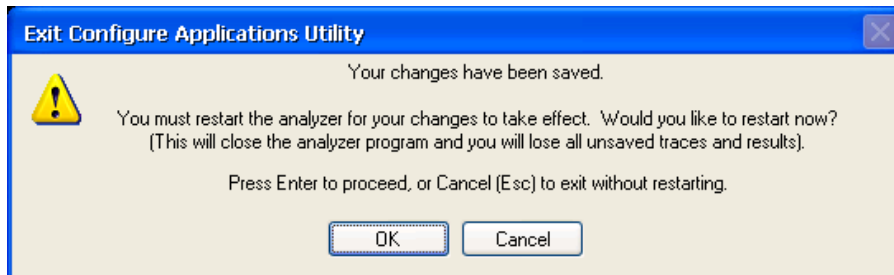 Exit Configure Applications Utility
Your changes have been saved.
You must restart the analyzer for your changes to take effect.  Would you like to restart now?
(This will close the analyzer program and you will lose all unsaved traces and results).
Press Enter to proceed, or Cancel (Esc) to exit without restarting.
OK
Cancel